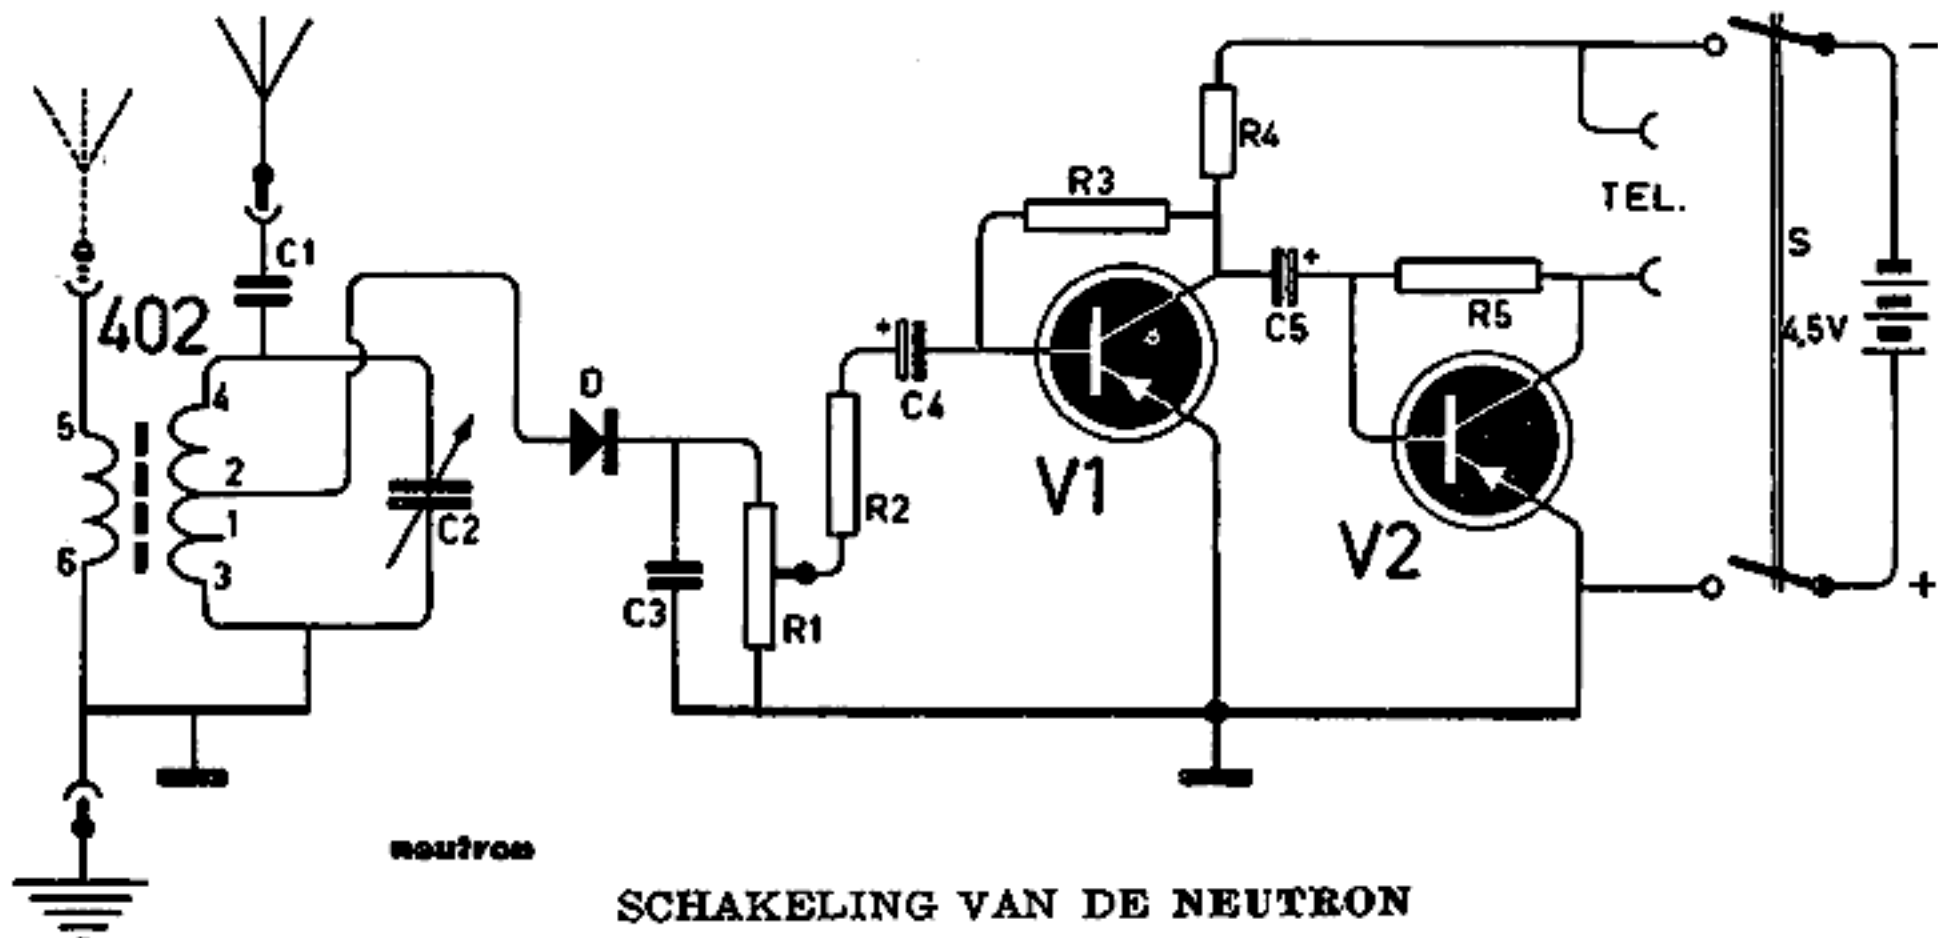 C1
402
5
4
2
1
6
3
C2
D
C3
R1
R2
+
C4
R3
R4
V1
C5
+
R5
V2
TEL.
S
4,5V
−
+
neutron
SCHAKELING VAN DE NEUTRON